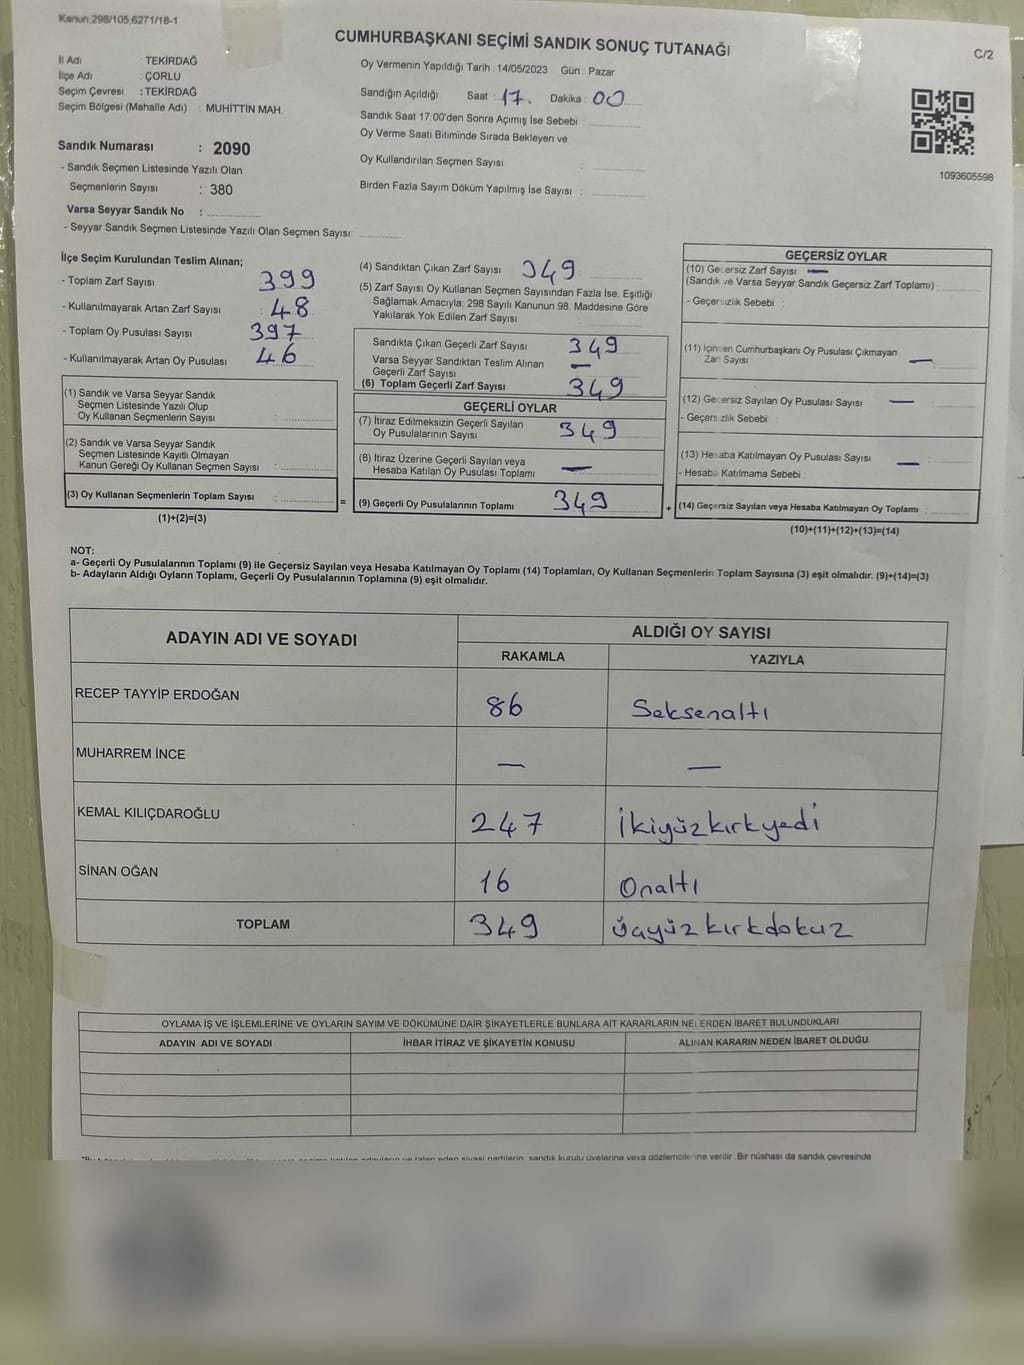 Kanun 298/105,6271/18-1
CUMHURBAŞKANI SEÇİMİ SANDIK SONUÇ TUTANAĞI
C/2
İl Adı : TEKİRDAĞ
İlçe Adı : ÇORLU
Seçim Çevresi : TEKİRDAĞ
Seçim Bölgesi (Mahalle Adı) : MUHİTTİN MAH.
Sandık Numarası : 2090
- Sandık Seçmen Listesinde Yazılı Olan
Seçmenlerin Sayısı : 380
Varsa Seyyar Sandık No :
- Seyyar Sandık Seçmen Listesinde Yazılı Olan Seçmen Sayısı:
Oy Vermenin Yapıldığı Tarih : 14/05/2023 Gün : Pazar
Sandığın Açıldığı Saat : 17. Dakika : 00
Sandık Saat 17:00'den Sonra Açımış İse Sebebi :
Oy Verme Saati Bitiminde Sırada Bekleyen ve
Oy Kullandırılan Seçmen Sayısı :
Birden Fazla Sayım Döküm Yapılmış İse Sayısı :
1093605598
İlçe Seçim Kurulundan Teslim Alınan;
- Toplam Zarf Sayısı : 399
- Kullanılmayarak Artan Zarf Sayısı : 48
- Toplam Oy Pusulası Sayısı : 397
- Kullanılmayarak Artan Oy Pusulası : 46
(1) Sandık ve Varsa Seyyar Sandık
Seçmen Listesinde Yazılı Olup
Oy Kullanan Seçmenlerin Sayısı :
(2) Sandık ve Varsa Seyyar Sandık
Seçmen Listesinde Kayıtlı Olmayan
Kanun Gereği Oy Kullanan Seçmen Sayısı :
(3) Oy Kullanan Seçmenlerin Toplam Sayısı :
(1)+(2)=(3)
(4) Sandıktan Çıkan Zarf Sayısı : 349
(5) Zarf Sayısı Oy Kullanan Seçmen Sayısından Fazla İse, Eşitliği
Sağlamak Amacıyla; 298 Sayılı Kanunun 98. Maddesine Göre
Yakılarak Yok Edilen Zarf Sayısı :
Sandıkta Çıkan Geçerli Zarf Sayısı : 349
Varsa Seyyar Sandıktan Teslim Alınan
Geçerli Zarf Sayısı : —
(6) Toplam Geçerli Zarf Sayısı 349
GEÇERLİ OYLAR
(7) İtiraz Edilmeksizin Geçerli Sayılan
Oy Pusulalarının Sayısı : 349
(8) İtiraz Üzerine Geçerli Sayılan veya
Hesaba Katılan Oy Pusulası Toplamı : —
= (9) Geçerli Oy Pusulalarının Toplamı 349
GEÇERSİZ OYLAR
(10) Geçersiz Zarf Sayısı —
(Sandık ve Varsa Seyyar Sandık Geçersiz Zarf Toplamı) :
- Geçersizlik Sebebi :
(11) İçinden Cumhurbaşkanı Oy Pusulası Çıkmayan
Zarf Sayısı : —
(12) Geçersiz Sayılan Oy Pusulası Sayısı : —
- Geçersizlik Sebebi :
(13) Hesaba Katılmayan Oy Pusulası Sayısı : —
- Hesaba Katılmama Sebebi :
+ (14) Geçersiz Sayılan veya Hesaba Katılmayan Oy Toplamı :
(10)+(11)+(12)+(13)=(14)
NOT:
a- Geçerli Oy Pusulalarının Toplamı (9) ile Geçersiz Sayılan veya Hesaba Katılmayan Oy Toplamı (14) Toplamları, Oy Kullanan Seçmenlerin Toplam Sayısına (3) eşit olmalıdır. (9)+(14)=(3)
b- Adayların Aldığı Oyların Toplamı, Geçerli Oy Pusulalarının Toplamına (9) eşit olmalıdır.
ADAYIN ADI VE SOYADI ALDIĞI OY SAYISI
RAKAMLA YAZIYLA
RECEP TAYYİP ERDOĞAN 86 Seksenaltı
MUHARREM İNCE — —
KEMAL KILIÇDAROĞLU 247 İkiyüzkırkyedi
SİNAN OĞAN 16 Onaltı
TOPLAM 349 üçyüzkırkdokuz
OYLAMA İŞ VE İŞLEMLERİNE VE OYLARIN SAYIM VE DÖKÜMÜNE DAİR ŞİKAYETLERLE BUNLARA AİT KARARLARIN NELERDEN İBARET BULUNDUKLARI
ADAYIN ADI VE SOYADI İHBAR İTİRAZ VE ŞİKAYETİN KONUSU ALINAN KARARIN NEDEN İBARET OLDUĞU
siyasi partilerin, sandık kurulu üyelerine veya gözlemcilerine verilir. Bir nüshası da sandık çevresinde